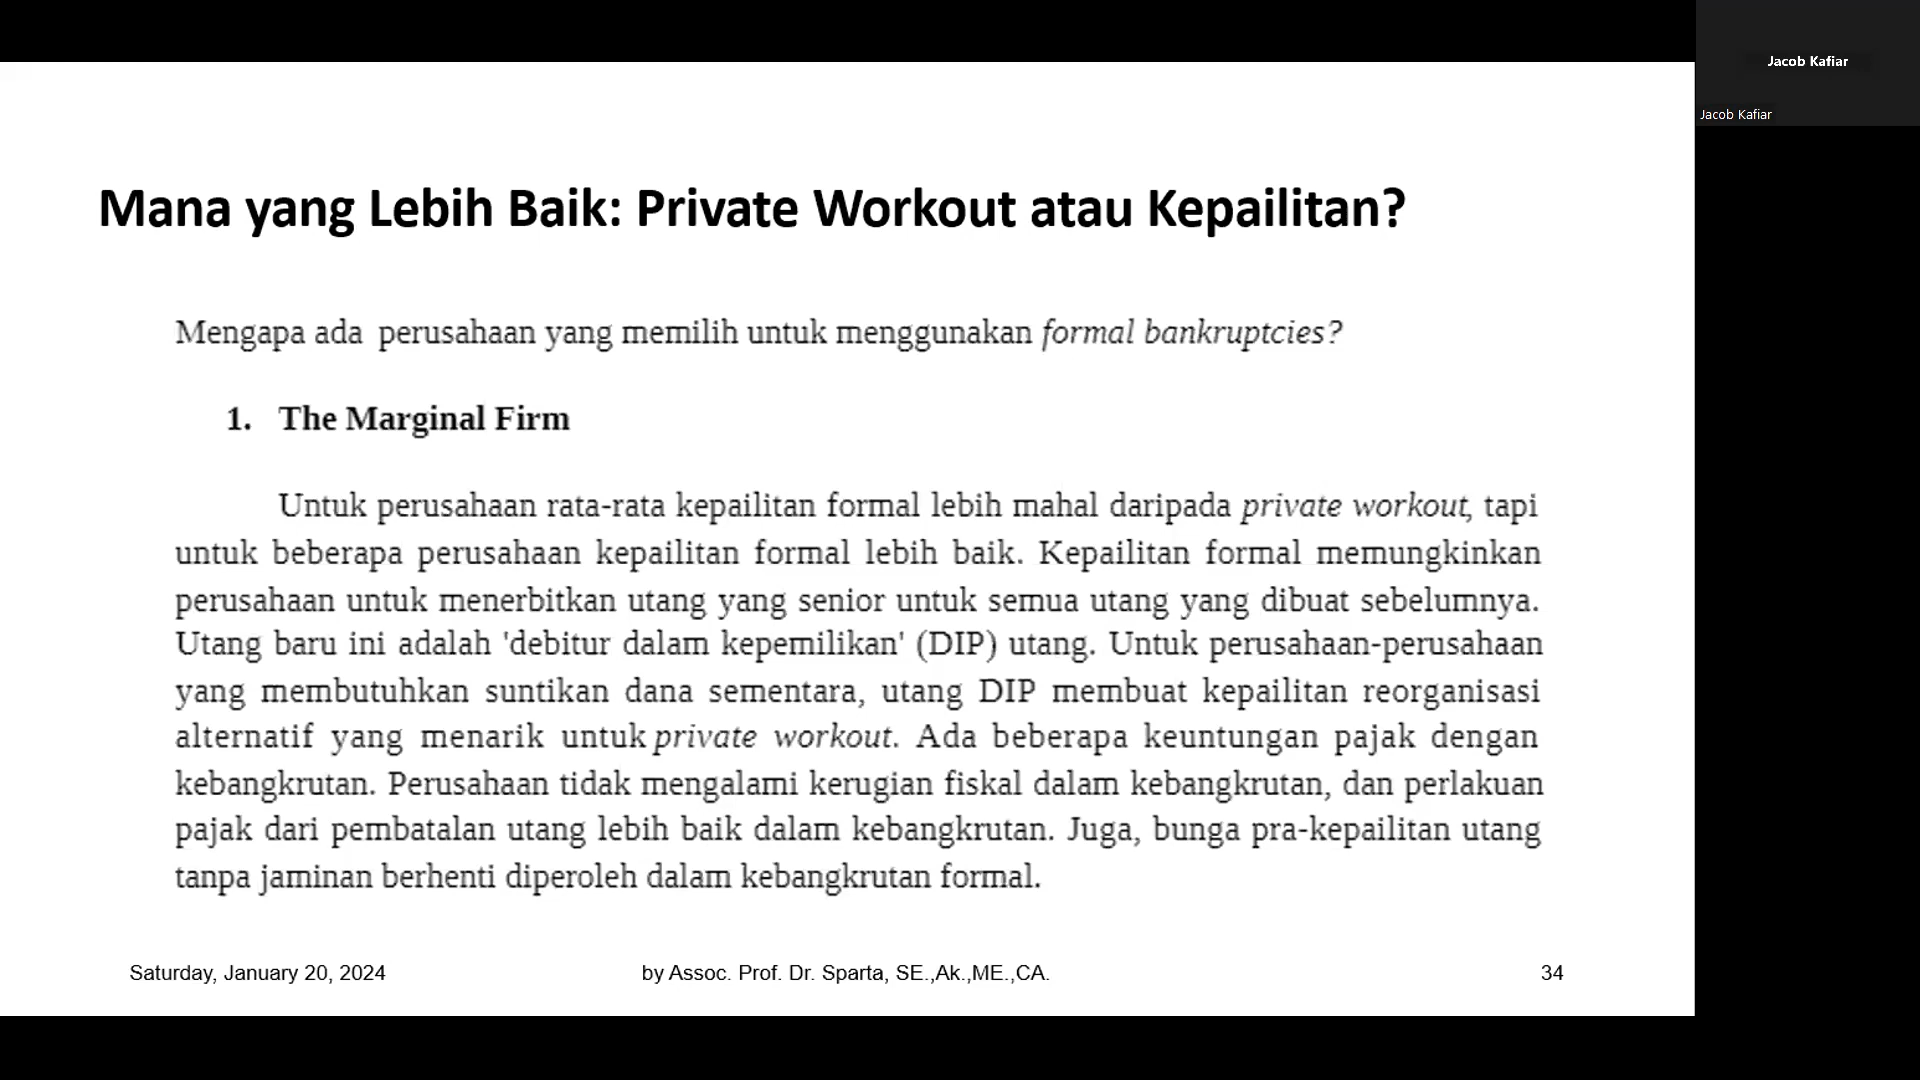 Jacob Kafiar
Jacob Kafiar
Mana yang Lebih Baik: Private Workout atau Kepailitan?
Mengapa ada perusahaan yang memilih untuk menggunakan formal bankruptcies?
1. The Marginal Firm
Untuk perusahaan rata-rata kepailitan formal lebih mahal daripada private workout, tapi
untuk beberapa perusahaan kepailitan formal lebih baik. Kepailitan formal memungkinkan
perusahaan untuk menerbitkan utang yang senior untuk semua utang yang dibuat sebelumnya.
Utang baru ini adalah 'debitur dalam kepemilikan' (DIP) utang. Untuk perusahaan-perusahaan
yang membutuhkan suntikan dana sementara, utang DIP membuat kepailitan reorganisasi
alternatif yang menarik untuk private workout. Ada beberapa keuntungan pajak dengan
kebangkrutan. Perusahaan tidak mengalami kerugian fiskal dalam kebangkrutan, dan perlakuan
pajak dari pembatalan utang lebih baik dalam kebangkrutan. Juga, bunga pra-kepailitan utang
tanpa jaminan berhenti diperoleh dalam kebangkrutan formal.
Saturday, January 20, 2024
by Assoc. Prof. Dr. Sparta, SE.,Ak.,ME.,CA.
34